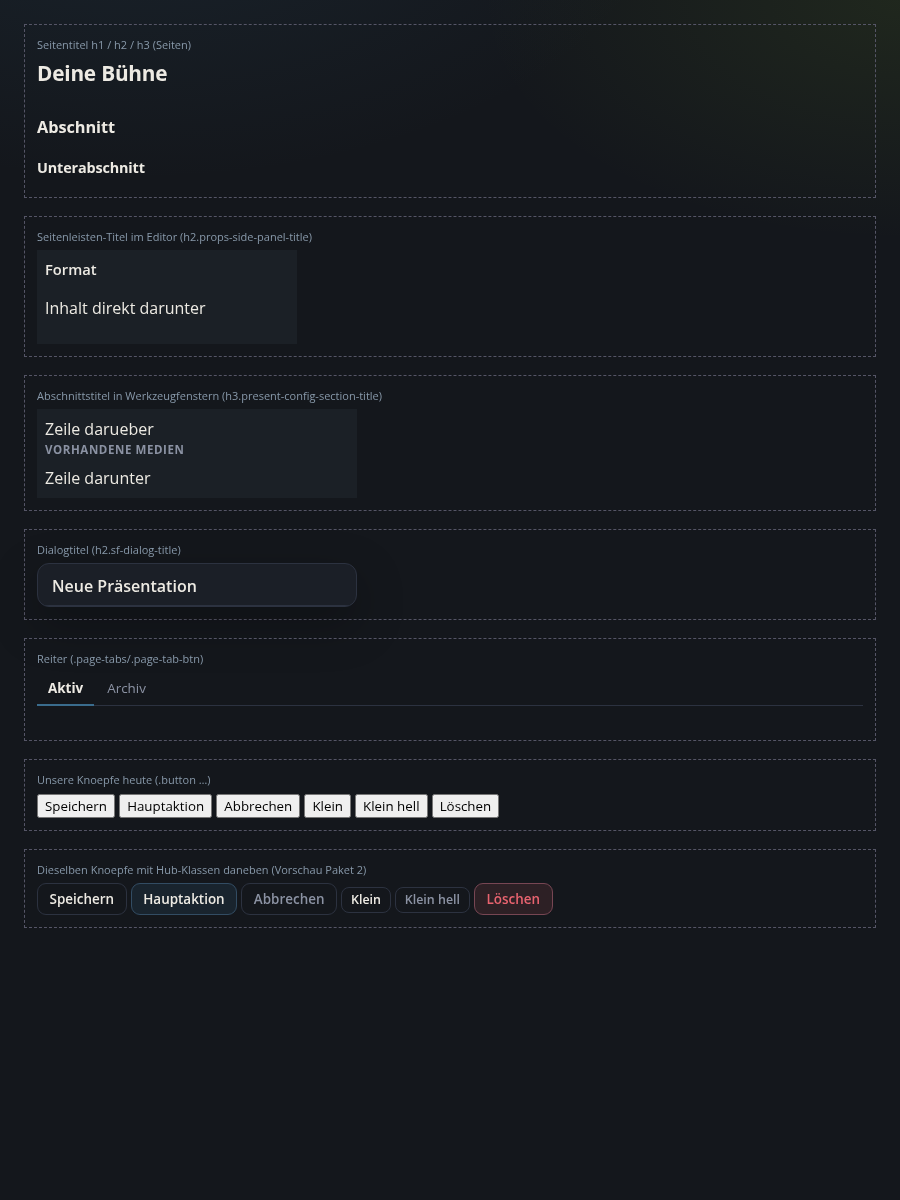 Seitentitel h1 / h2 / h3 (Seiten)
Deine Bühne
Abschnitt
Unterabschnitt
Seitenleisten-Titel im Editor (h2.props-side-panel-title)
Format
Inhalt direkt darunter
Abschnittstitel in Werkzeugfenstern (h3.present-config-section-title)
Zeile darueber
VORHANDENE MEDIEN
Zeile darunter
Dialogtitel (h2.sf-dialog-title)
Neue Präsentation
Reiter (.page-tabs/.page-tab-btn)
Aktiv Archiv
Unsere Knoepfe heute (.button ...)
Speichern Hauptaktion Abbrechen Klein Klein hell Löschen
Dieselben Knoepfe mit Hub-Klassen daneben (Vorschau Paket 2)
Speichern Hauptaktion Abbrechen Klein Klein hell Löschen